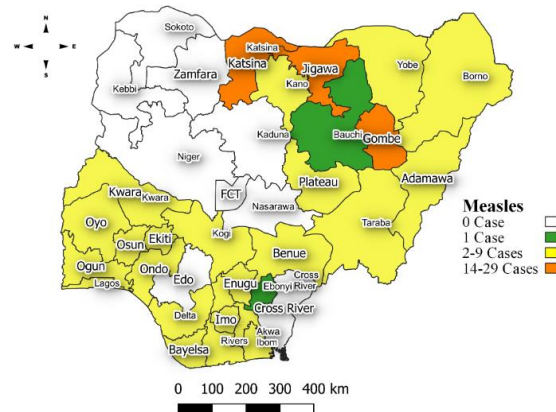 N
W E
S
Sokoto
Katsina
Katsina
Jigawa
Zamfara
Yobe
Borno
Kebbi
Kano
Kaduna
Bauchi
Gombe
Niger
Adamawa
Plateau
FCT
Kwara
Kwara
Nasarawa
Taraba
Oyo
Kogi
Ekiti
Osun
Benue
Ogun
Ondo
Edo
Enugu
Cross
Ebonyi River
Lagos
Cross River
Delta
Imo
Akwa
Ibom
Rivers
Bayelsa
Measles
0 Case
1 Case
2-9 Cases
14-29 Cases
0 100 200 300 400 km